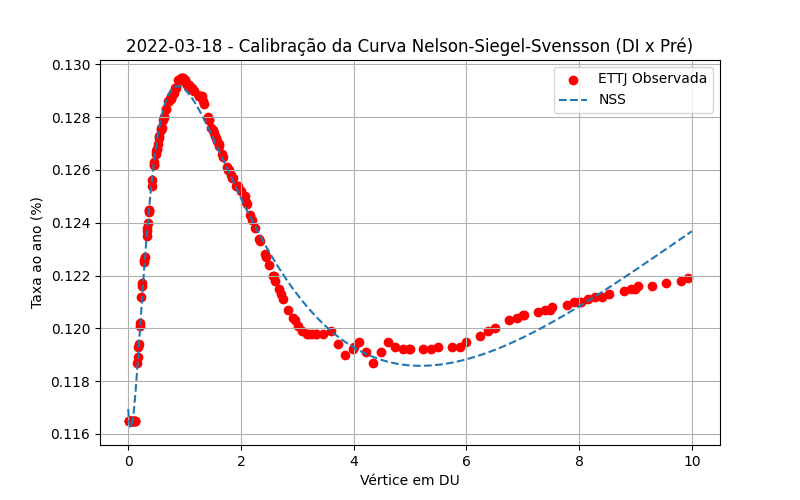 2022-03-18 - Calibração da Curva Nelson-Siegel-Svensson (DI x Pré)
ETTJ Observada
NSS
Taxa ao ano (%)
0.130
0.128
0.126
0.124
0.122
0.120
0.118
0.116
0 2 4 6 8 10
Vértice em DU